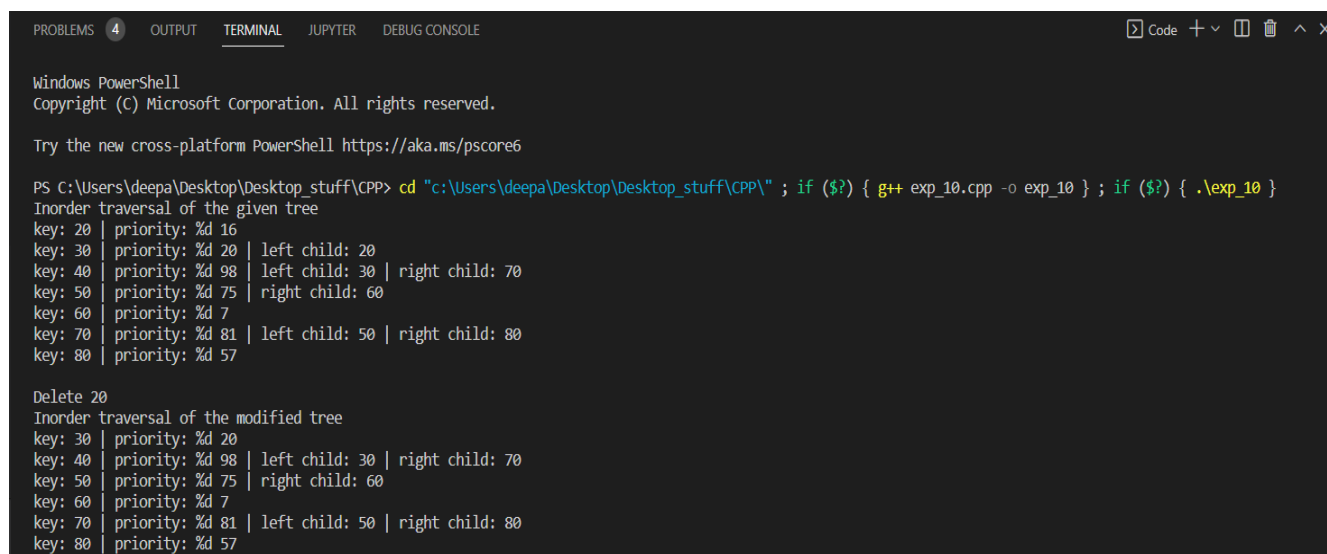 PROBLEMS 4 OUTPUT TERMINAL JUPYTER DEBUG CONSOLE Code
Windows PowerShell
Copyright (C) Microsoft Corporation. All rights reserved.
Try the new cross-platform PowerShell https://aka.ms/pscore6
PS C:\Users\deepa\Desktop\Desktop_stuff\CPP> cd "c:\Users\deepa\Desktop\Desktop_stuff\CPP\" ; if ($?) { g++ exp_10.cpp -o exp_10 } ; if ($?) { .\exp_10 }
Inorder traversal of the given tree
key: 20 | priority: %d 16
key: 30 | priority: %d 20 | left child: 20
key: 40 | priority: %d 98 | left child: 30 | right child: 70
key: 50 | priority: %d 75 | right child: 60
key: 60 | priority: %d 7
key: 70 | priority: %d 81 | left child: 50 | right child: 80
key: 80 | priority: %d 57
Delete 20
Inorder traversal of the modified tree
key: 30 | priority: %d 20
key: 40 | priority: %d 98 | left child: 30 | right child: 70
key: 50 | priority: %d 75 | right child: 60
key: 60 | priority: %d 7
key: 70 | priority: %d 81 | left child: 50 | right child: 80
key: 80 | priority: %d 57